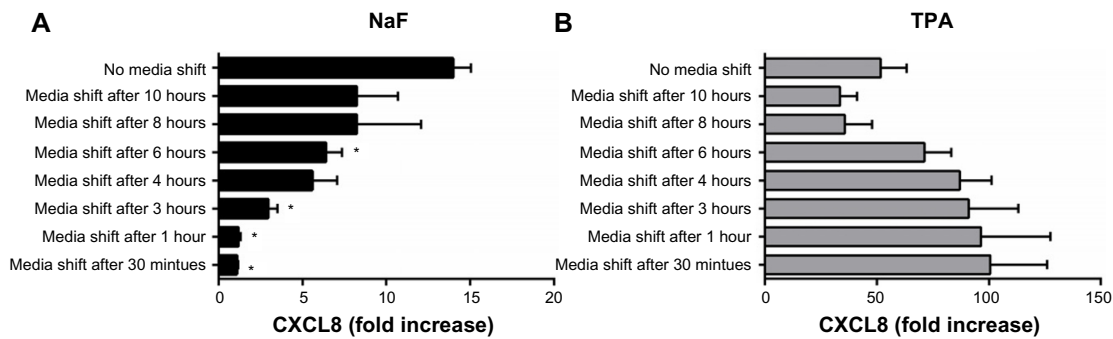 A
NaF
No media shift
Media shift after 10 hours
Media shift after 8 hours
Media shift after 6 hours
*
Media shift after 4 hours
Media shift after 3 hours
*
Media shift after 1 hour
*
Media shift after 30 mintues
*
0 5 10 15 20
CXCL8 (fold increase)
B
TPA
No media shift
Media shift after 10 hours
Media shift after 8 hours
Media shift after 6 hours
Media shift after 4 hours
Media shift after 3 hours
Media shift after 1 hour
Media shift after 30 mintues
0 50 100 150
CXCL8 (fold increase)